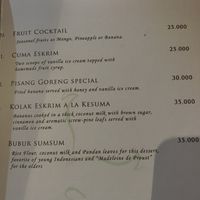 Fruit Cocktail 25.000
Seasonal fruits as Mango, Pineapple or Banana.
Cuma Eskrim 25.000
Two scoops of vanilla ice cream topped with
homemade fruit syrup.
Pisang Goreng special 30.000
Fried banana served with honey and vanilla ice cream.
Kolak Eskrim a la Kesuma 35.000
Bananas cooked in a thick coconut milk with brown sugar,
cinnamon and aromatic screw-pine leafs served with
vanilla ice cream.
Bubur sumsum 35.000
Rice Flour, coconut milk and Pandan leaves for this dessert,
favorite of young Indonesians and "Madeleine de Proust"
for the elders